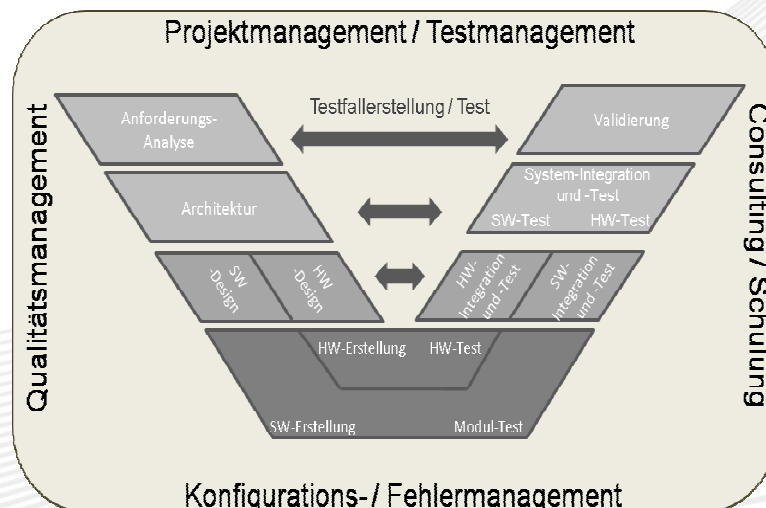 Projektmanagement / Testmanagement
Qualitätsmanagement
Consulting / Schulung
Anforderungs-
Analyse
Testfallerstellung / Test
Validierung
Architektur
System-Integration
und -Test
SW-Test HW-Test
SW
-Design
HW
-Design
HW-
Integration
und -Test
SW-
Integration
und -Test
HW-Erstellung HW-Test
SW-Erstellung Modul-Test
Konfigurations- / Fehlermanagement